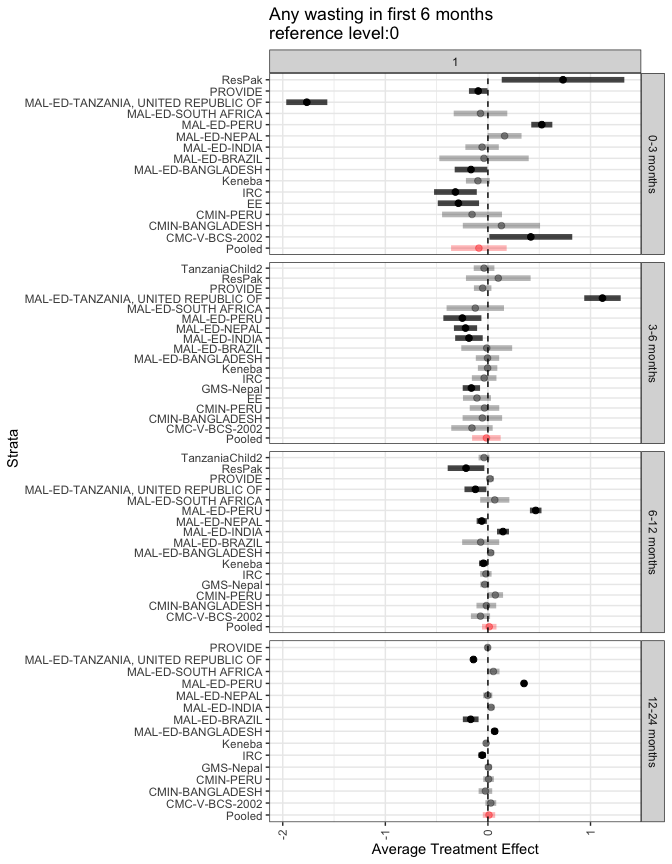 Any wasting in first 6 months
reference level:0
1
ResPak
PROVIDE
MAL-ED-TANZANIA, UNITED REPUBLIC OF
MAL-ED-SOUTH AFRICA
MAL-ED-PERU
MAL-ED-NEPAL
MAL-ED-INDIA
MAL-ED-BRAZIL
MAL-ED-BANGLADESH
Keneba
IRC
EE
CMIN-PERU
CMIN-BANGLADESH
CMC-V-BCS-2002
Pooled
0-3 months
TanzaniaChild2
ResPak
PROVIDE
MAL-ED-TANZANIA, UNITED REPUBLIC OF
MAL-ED-SOUTH AFRICA
MAL-ED-PERU
MAL-ED-NEPAL
MAL-ED-INDIA
MAL-ED-BRAZIL
MAL-ED-BANGLADESH
Keneba
IRC
GMS-Nepal
EE
CMIN-PERU
CMIN-BANGLADESH
CMC-V-BCS-2002
Pooled
3-6 months
TanzaniaChild2
ResPak
PROVIDE
MAL-ED-TANZANIA, UNITED REPUBLIC OF
MAL-ED-SOUTH AFRICA
MAL-ED-PERU
MAL-ED-NEPAL
MAL-ED-INDIA
MAL-ED-BRAZIL
MAL-ED-BANGLADESH
Keneba
IRC
GMS-Nepal
CMIN-PERU
CMIN-BANGLADESH
CMC-V-BCS-2002
Pooled
6-12 months
PROVIDE
MAL-ED-TANZANIA, UNITED REPUBLIC OF
MAL-ED-SOUTH AFRICA
MAL-ED-PERU
MAL-ED-NEPAL
MAL-ED-INDIA
MAL-ED-BRAZIL
MAL-ED-BANGLADESH
Keneba
IRC
GMS-Nepal
CMIN-PERU
CMIN-BANGLADESH
CMC-V-BCS-2002
Pooled
12-24 months
Strata
-2
-1
0
1
Average Treatment Effect